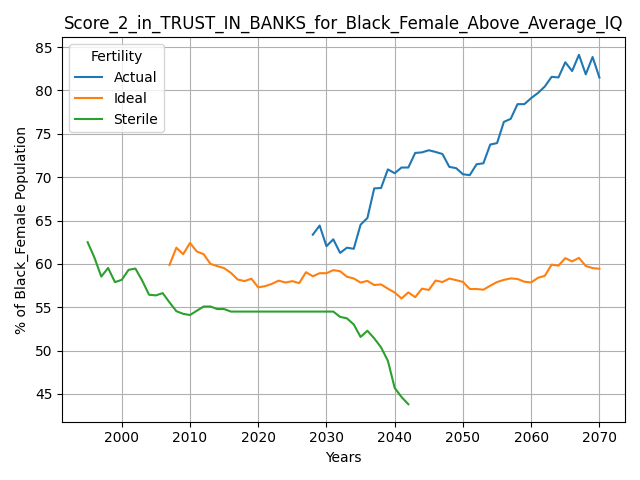 Score_2_in_TRUST_IN_BANKS_for_Black_Female_Above_Average_IQ
Fertility
Actual
Ideal
Sterile
% of Black_Female Population
85
80
75
70
65
60
55
50
45
2000 2010 2020 2030 2040 2050 2060 2070
Years